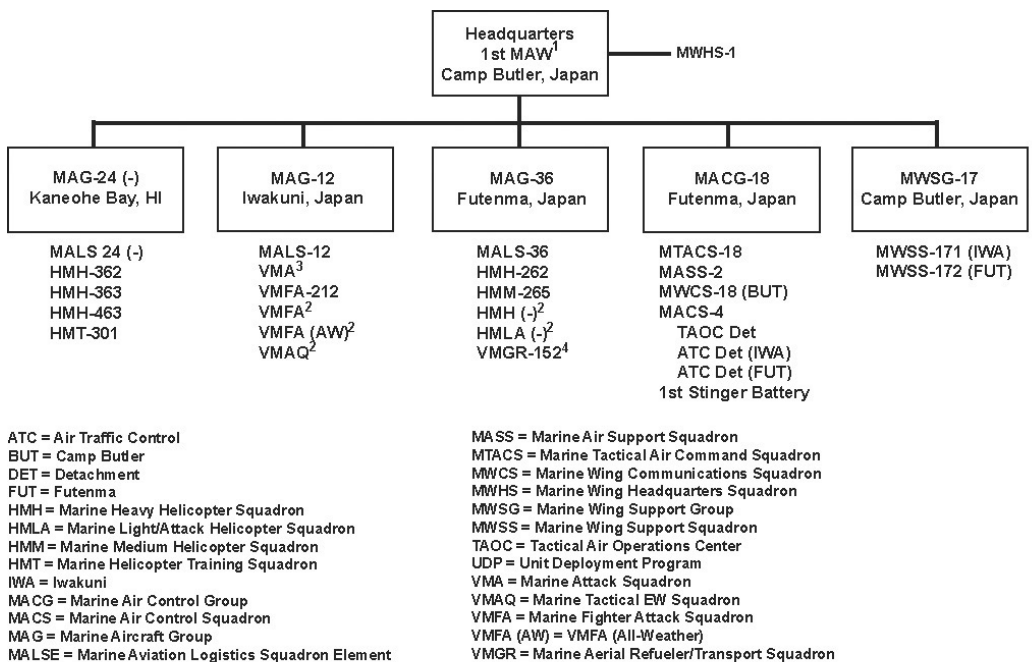 Headquarters
1st MAW1
Camp Butler, Japan
MWHS-1
MAG-24 (-)
Kaneohe Bay, HI
MAG-12
Iwakuni, Japan
MAG-36
Futenma, Japan
MACG-18
Futenma, Japan
MWSG-17
Camp Butler, Japan
MALS 24 (-)
HMH-362
HMH-363
HMH-463
HMT-301
MALS-12
VMA3
VMFA-212
VMFA2
VMFA (AW)2
VMAQ2
MALS-36
HMH-262
HMM-265
HMH (-)2
HMLA (-)2
VMGR-1524
MTACS-18
MASS-2
MWCS-18 (BUT)
MACS-4
TAOC Det
ATC Det (IWA)
ATC Det (FUT)
1st Stinger Battery
MWSS-171 (IWA)
MWSS-172 (FUT)
ATC = Air Traffic Control
BUT = Camp Butler
DET = Detachment
FUT = Futenma
HMH = Marine Heavy Helicopter Squadron
HMLA = Marine Light/Attack Helicopter Squadron
HMM = Marine Medium Helicopter Squadron
HMT = Marine Helicopter Training Squadron
IWA = Iwakuni
MACG = Marine Air Control Group
MACS = Marine Air Control Squadron
MAG = Marine Aircraft Group
MALSE = Marine Aviation Logistics Squadron Element
MASS = Marine Air Support Squadron
MTACS = Marine Tactical Air Command Squadron
MWCS = Marine Wing Communications Squadron
MWHS = Marine Wing Headquarters Squadron
MWSG = Marine Wing Support Group
MWSS = Marine Wing Support Squadron
TAOC = Tactical Air Operations Center
UDP = Unit Deployment Program
VMA = Marine Attack Squadron
VMAQ = Marine Tactical EW Squadron
VMFA = Marine Fighter Attack Squadron
VMFA (AW) = VMFA (All-Weather)
VMGR = Marine Aerial Refueler/Transport Squadron